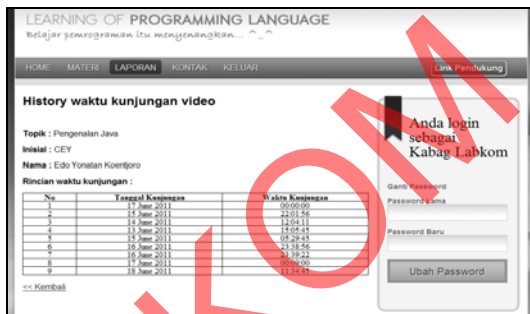 LEARNING OF PROGRAMMING LANGUAGE
Belajar pemrograman itu menyenangkan... ^_^
HOME MATERI LAPORAN KONTAK KELUAR Link Pendukung
History waktu kunjungan video
Topik : Pengenalan Java
Inisial : CEY
Nama : Edo Yonatan Koentjoro
Rincian waktu kunjungan :
No Tanggal Kunjungan Waktu Kunjungan
1 17 June 2011 00:00:00
2 15 June 2011 22:01:56
3 14 June 2011 12:04:11
4 13 June 2011 15:05:45
5 15 June 2011 05:29:45
6 16 June 2011 23:38:56
7 16 June 2011 23:39:22
8 17 June 2011 00:00:00
9 18 June 2011 11:34:45
<< Kembali
Anda login
sebagai
Kabag Labkom
Ganti Password
Password Lama
Password Baru
Ubah Password
KOM